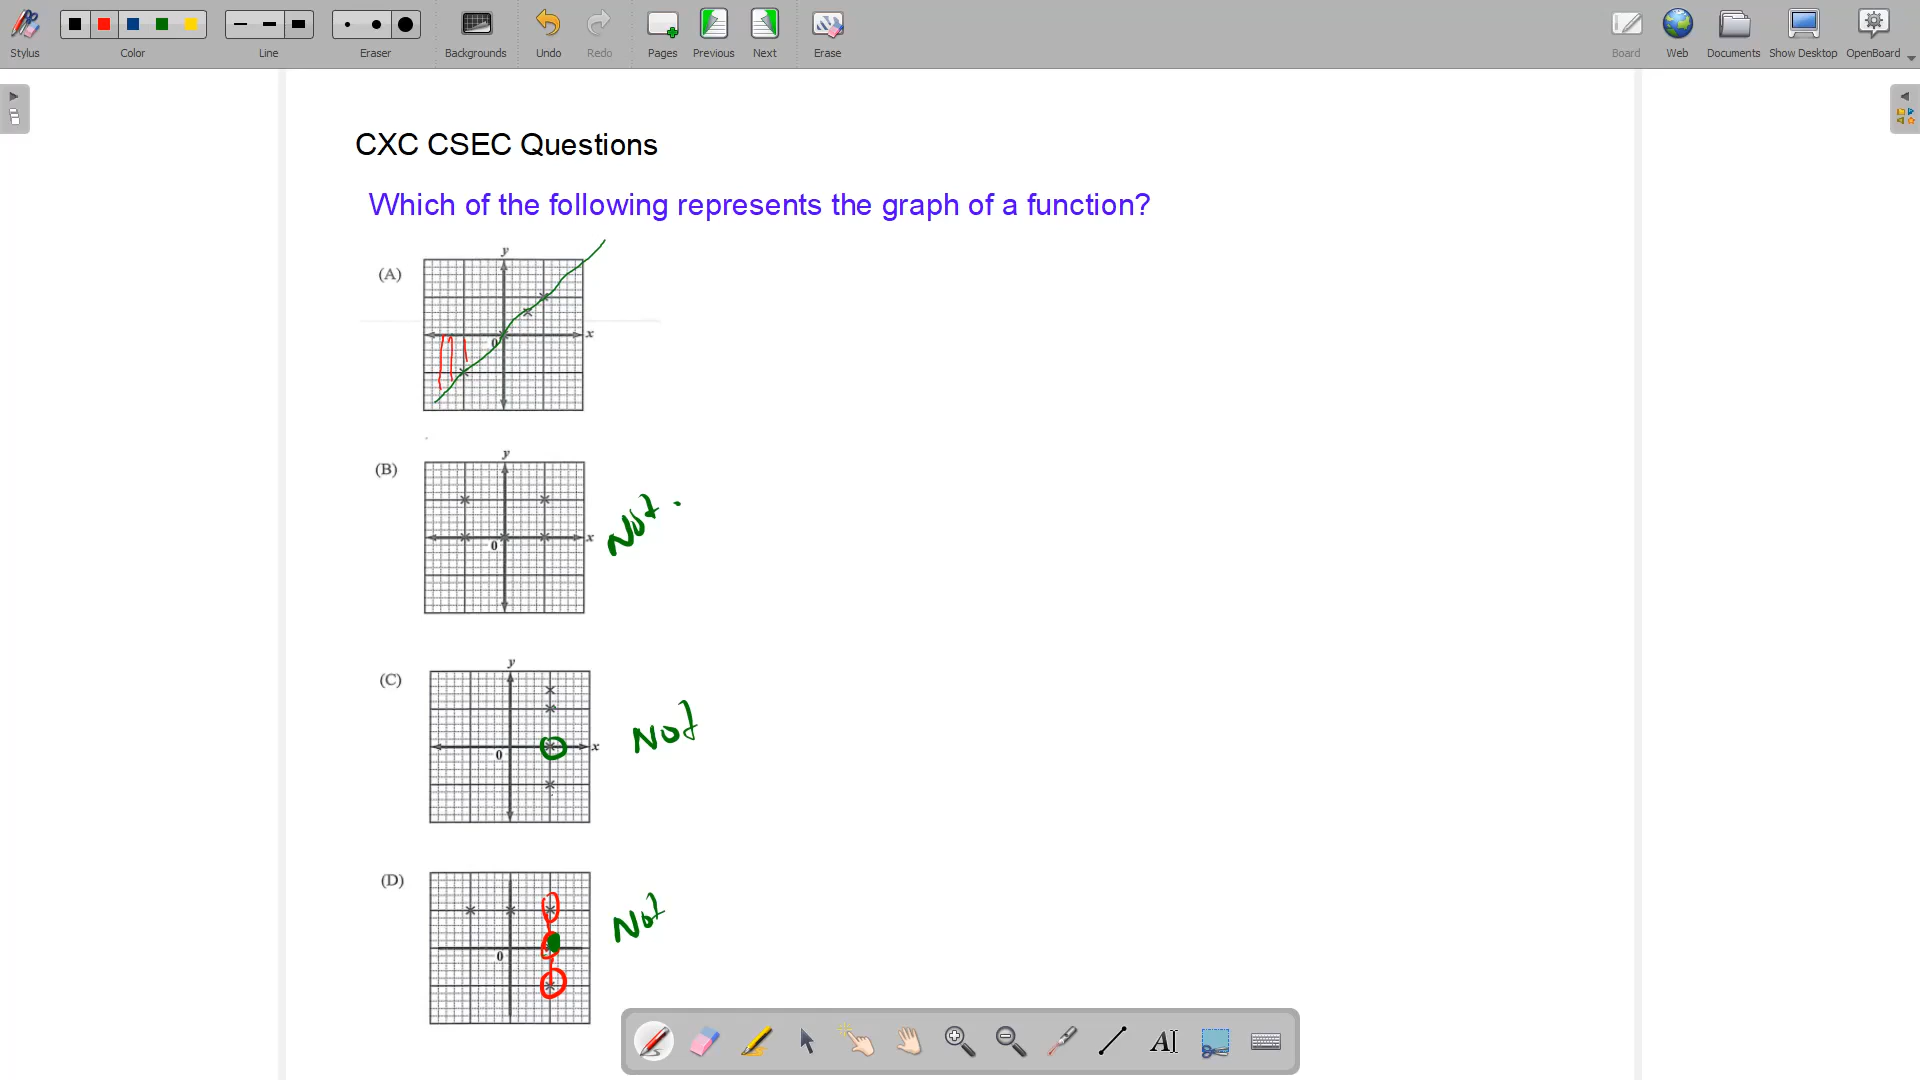 Stylus Color Line Eraser Backgrounds Undo Redo Pages Previous Next Erase Board Web Documents Show Desktop OpenBoard
CXC CSEC Questions
Which of the following represents the graph of a function?
y
(A)
x
0
y
(B)
Not.
x
0
y
(C)
Not
x
0
(D)
Not
0
AI